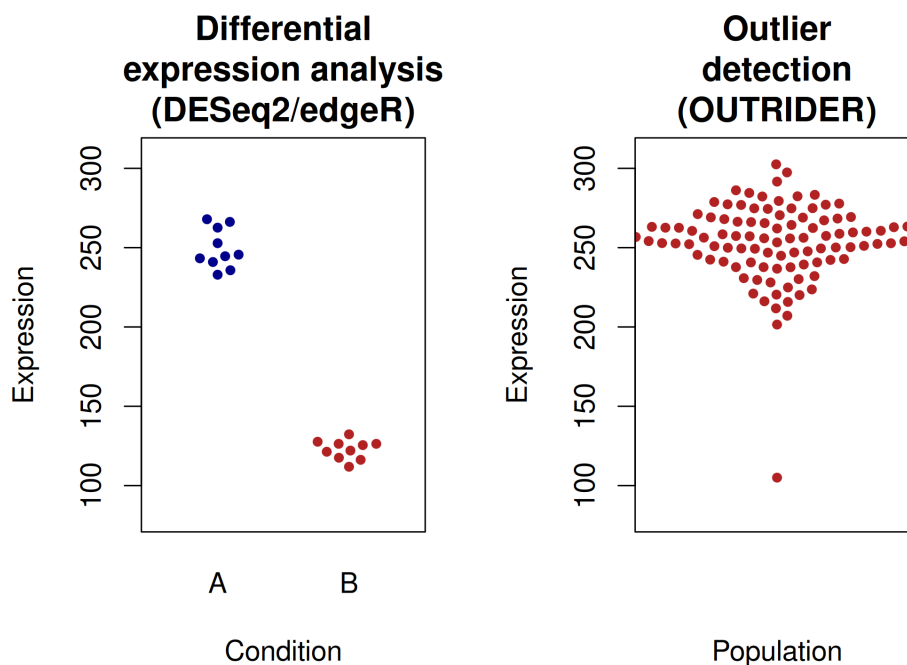 Differential
expression analysis
(DESeq2/edgeR)
Expression
300
250
200
150
100
A B
Condition
Outlier
detection
(OUTRIDER)
Expression
300
250
200
150
100
Population